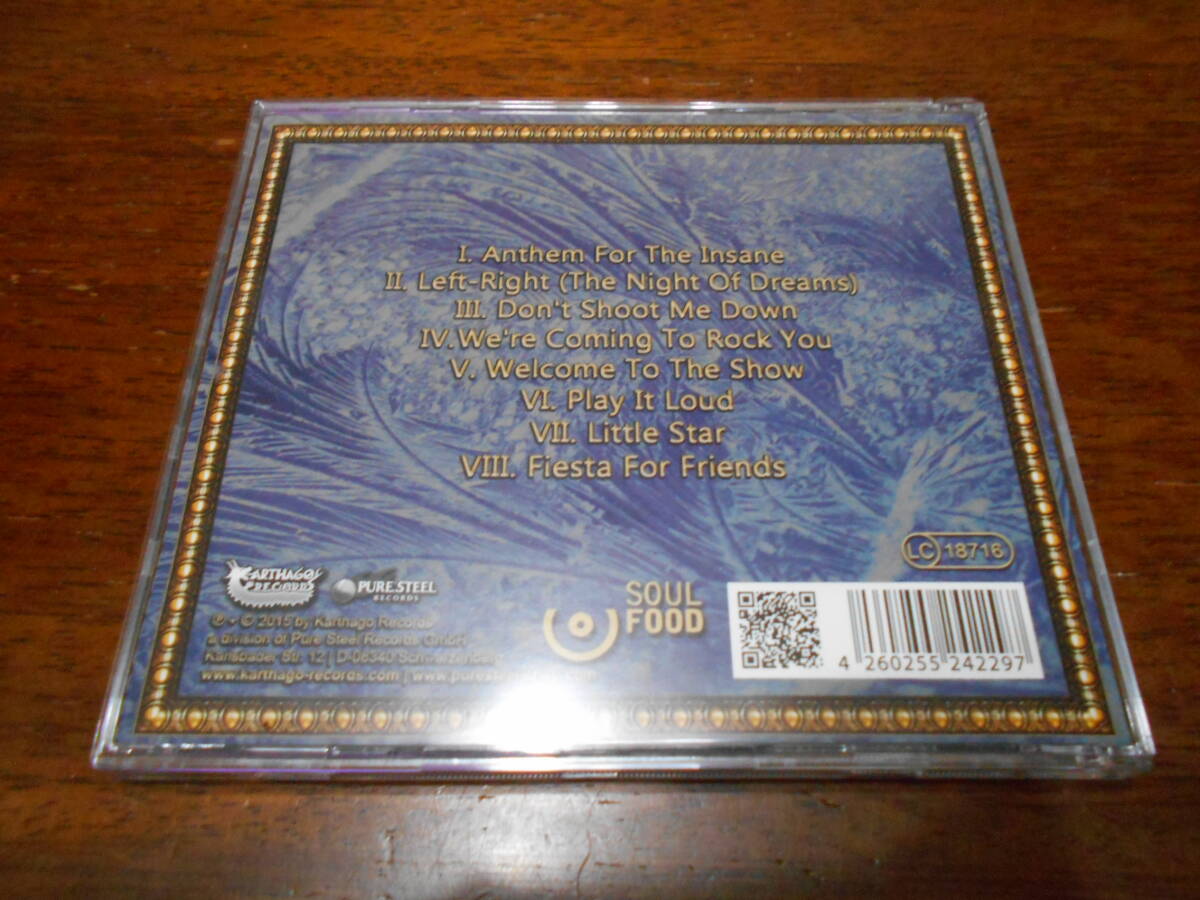 I. Anthem For The Insane
II. Left-Right (The Night Of Dreams)
III. Don't Shoot Me Down
IV. We're Coming To Rock You
V. Welcome To The Show
VI. Play It Loud
VII. Little Star
VIII. Fiesta For Friends
LC 18716
KARTHAGO
RECORDS
PURE STEEL
RECORDS
SOUL
FOOD
℗ + © 2015 by Karthago Records
a division of Pure Steel Records GmbH
Karlsbader Str. 12 | D-08340 Schwarzenberg
www.karthago-records.com |
4 260255 242297